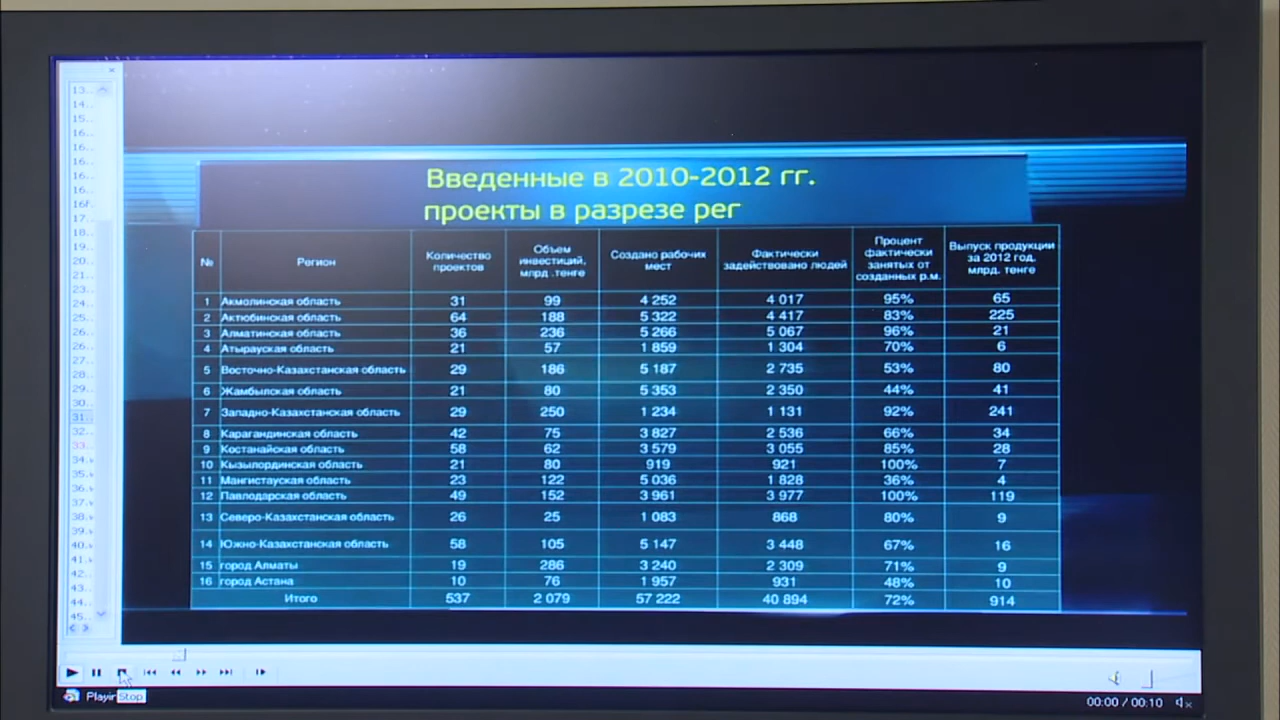 Введенные в 2010-2012 гг.
проекты в разрезе рег
№ Регион Количество проектов Объем инвестиций, млрд .тенге Создано рабочих мест Фактически задействовано людей Процент фактически занятых от созданных р.м. Выпуск продукции за 2012 год. млрд. тенге
1 Акмолинская область 31 99 4 252 4 017 95% 65
2 Актюбинская область 64 188 5 322 4 417 83% 225
3 Алматинская область 36 236 5 266 5 067 96% 21
4 Атырауская область 21 57 1 859 1 304 70% 6
5 Восточно-Казахстанская область 29 186 5 187 2 735 53% 80
6 Жамбылская область 21 80 5 353 2 350 44% 41
7 Западно-Казахстанская область 29 250 1 234 1 131 92% 241
8 Карагандинская область 42 75 3 827 2 536 66% 34
9 Костанайская область 58 62 3 579 3 055 85% 28
10 Кызылординская область 21 80 919 921 100% 7
11 Мангистауская область 23 122 5 036 1 828 36% 4
12 Павлодарская область 49 152 3 961 3 977 100% 119
13 Северо-Казахстанская область 26 25 1 083 868 80% 9
14 Южно-Казахстанская область 58 105 5 147 3 448 67% 16
15 город Алматы 19 286 3 240 2 309 71% 9
16 город Астана 10 76 1 957 931 48% 10
Итого 537 2 079 57 222 40 894 72% 914
Stop
00:00 / 00:10